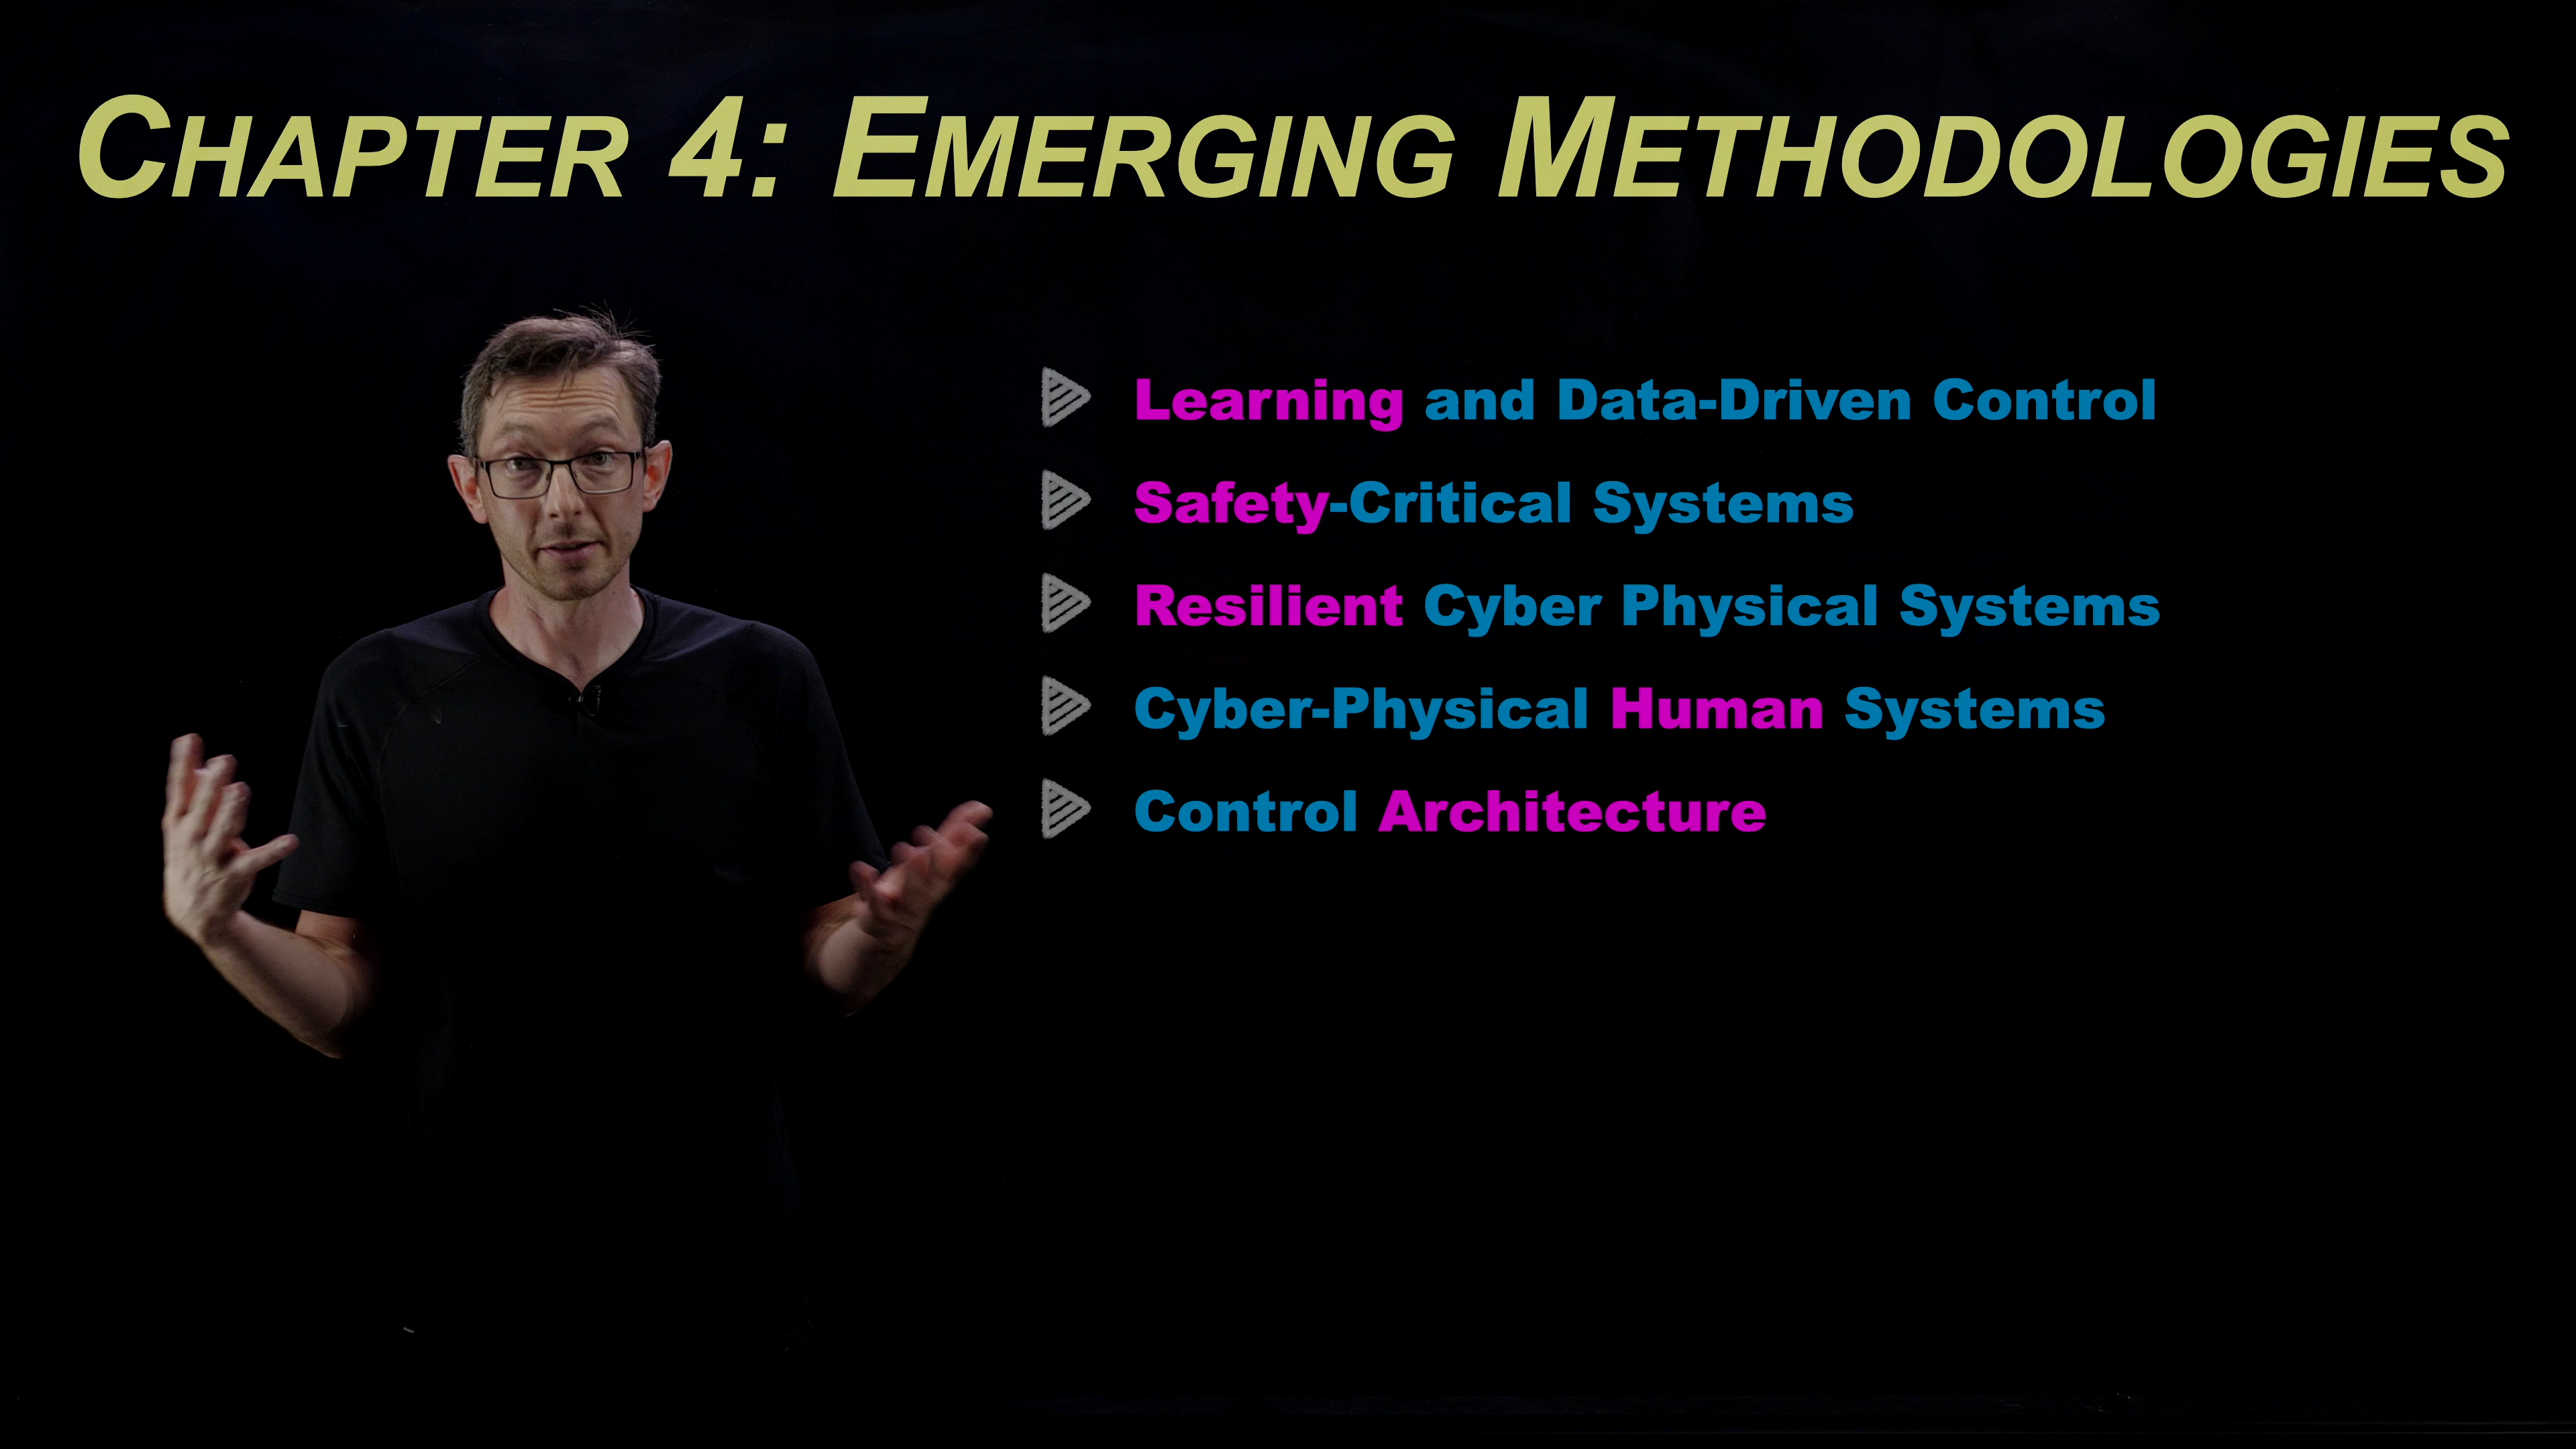 CHAPTER 4: EMERGING METHODOLOGIES
Learning and Data-Driven Control
Safety-Critical Systems
Resilient Cyber Physical Systems
Cyber-Physical Human Systems
Control Architecture